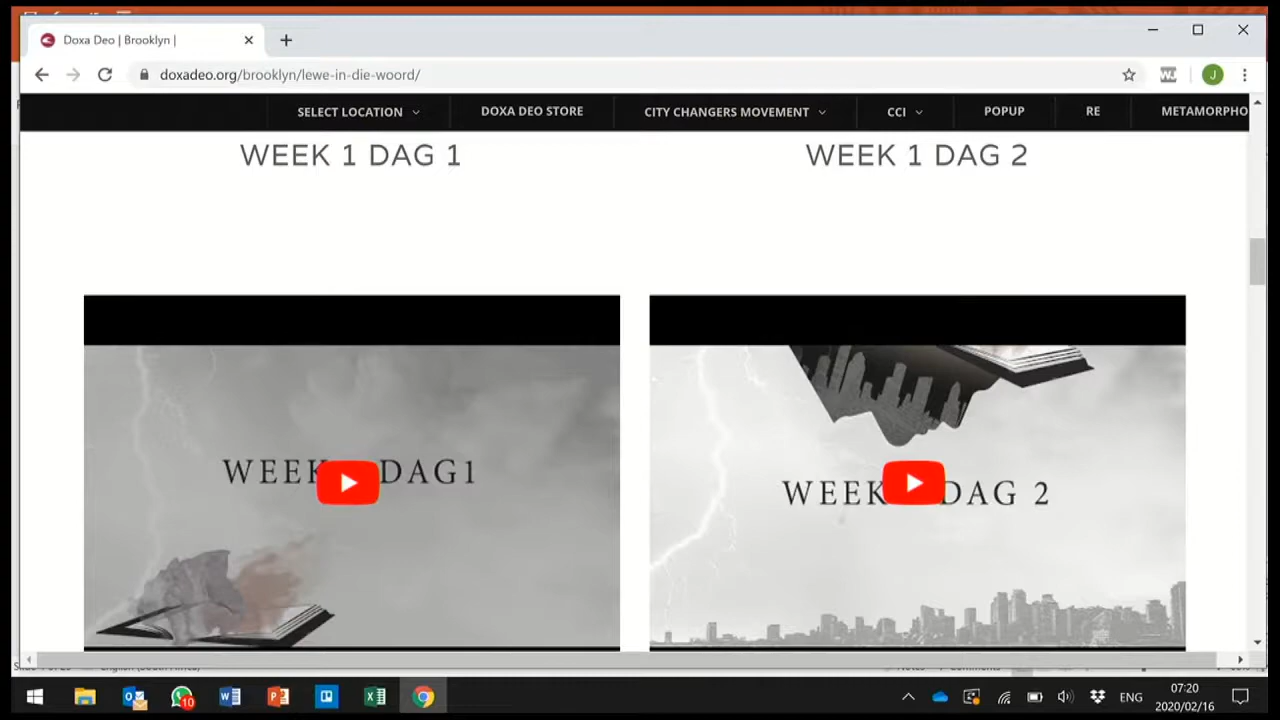 Doxa Deo | Brooklyn |
doxadeo.org/brooklyn/lewe-in-die-woord/
J
SELECT LOCATION DOXA DEO STORE CITY CHANGERS MOVEMENT CCI POPUP RE METAMORPHO
WEEK 1 DAG 1 WEEK 1 DAG 2
WEEK DAG1
WEEK DAG 2
10
ENG
07:20
2020/02/16